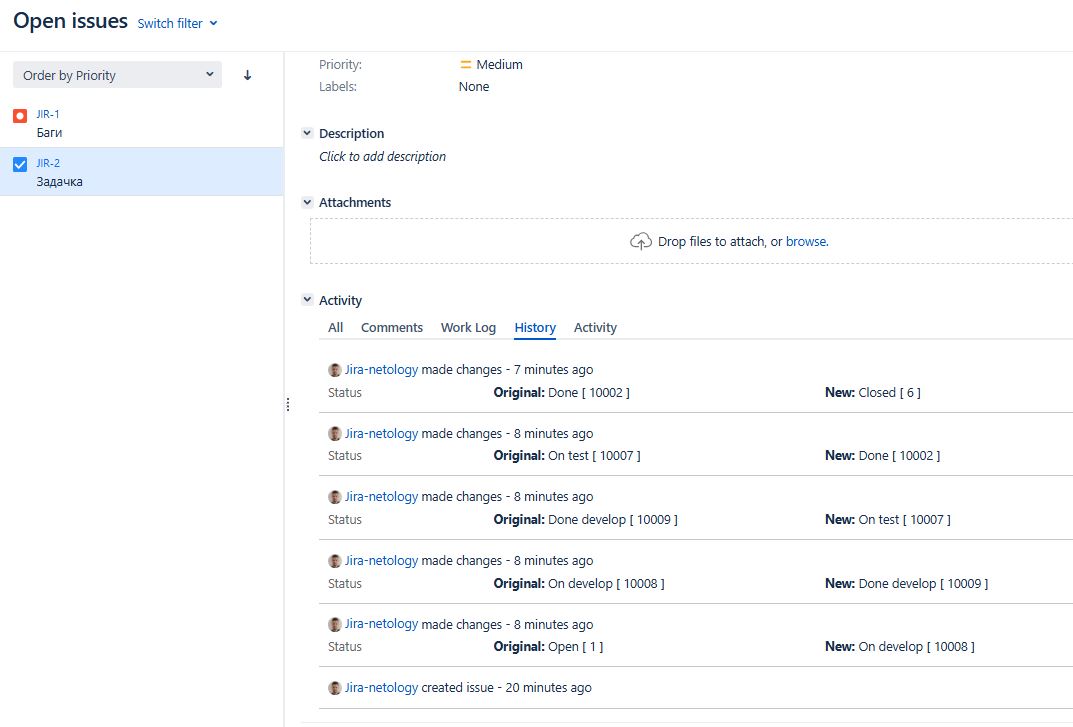 Open issues Switch filter
Order by Priority
JIR-1
Баги
JIR-2
Задачка
Priority: Medium
Labels: None
Description
Click to add description
Attachments
Drop files to attach, or browse.
Activity
All Comments Work Log History Activity
Jira-netology made changes - 7 minutes ago
Status Original: Done [ 10002 ] New: Closed [ 6 ]
Jira-netology made changes - 8 minutes ago
Status Original: On test [ 10007 ] New: Done [ 10002 ]
Jira-netology made changes - 8 minutes ago
Status Original: Done develop [ 10009 ] New: On test [ 10007 ]
Jira-netology made changes - 8 minutes ago
Status Original: On develop [ 10008 ] New: Done develop [ 10009 ]
Jira-netology made changes - 8 minutes ago
Status Original: Open [ 1 ] New: On develop [ 10008 ]
Jira-netology created issue - 20 minutes ago